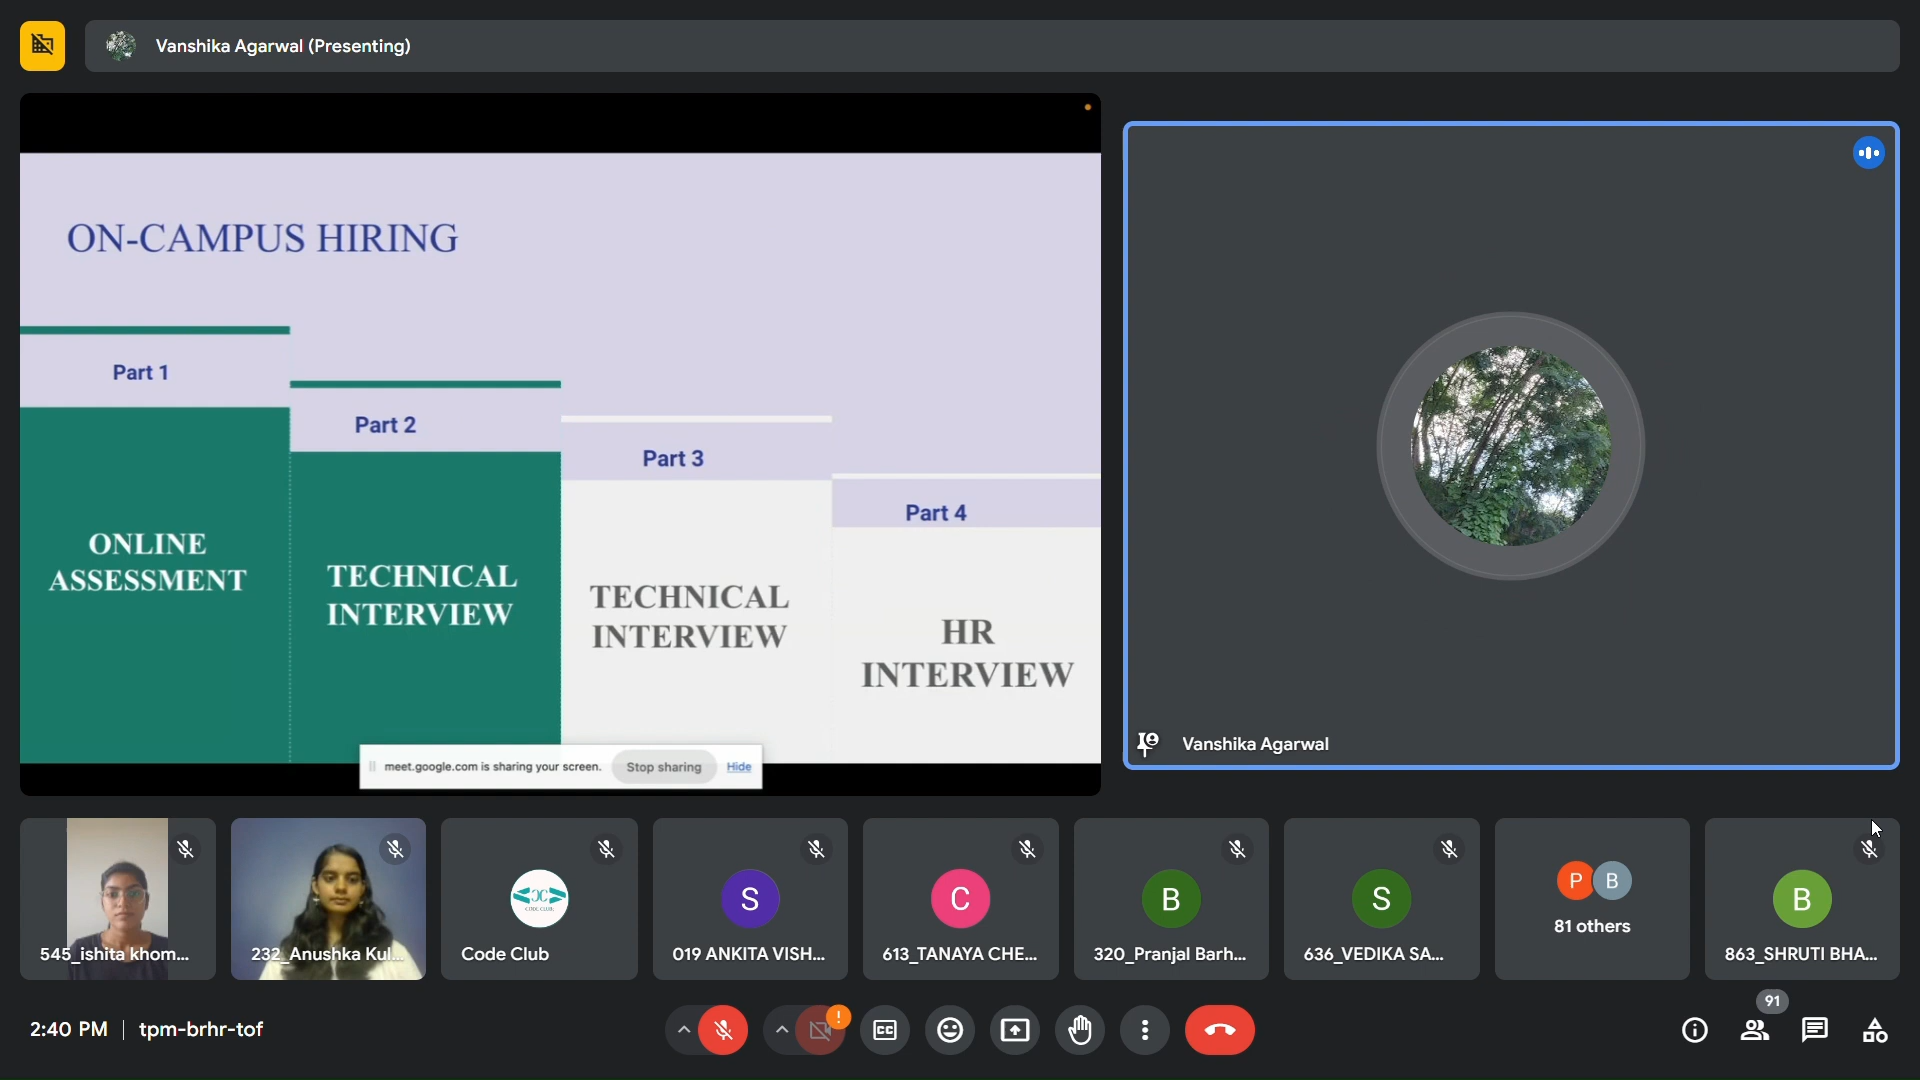 Vanshika Agarwal (Presenting)
ON-CAMPUS HIRING
Part 1
ONLINE
ASSESSMENT
Part 2
TECHNICAL
INTERVIEW
Part 3
TECHNICAL
INTERVIEW
Part 4
HR
INTERVIEW
meet.google.com is sharing your screen.
Stop sharing
Hide
Vanshika Agarwal
545_ishita khom...
232_Anushka Kul...
CODE CLUB
Code Club
S
019 ANKITA VISH...
C
613_TANAYA CHE...
B
320_Pranjal Barh...
S
636_VEDIKA SA...
P B
81 others
B
863_SHRUTI BHA...
2:40 PM | tpm-brhr-tof
!
CC
91